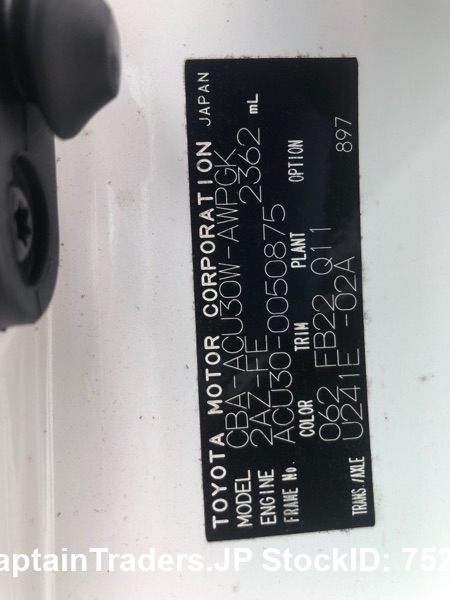 TOYOTA MOTOR CORPORATION JAPAN
MODEL CBA-ACU30W-AWPGK
ENGINE 2AZ-FE 2362 mL
FRAME No. ACU30-0050875
COLOR TRIM PLANT OPTION
062 FB22 Q11
TRANS./AXLE U241E -02A 897
aptainTraders.JP StockID: 752